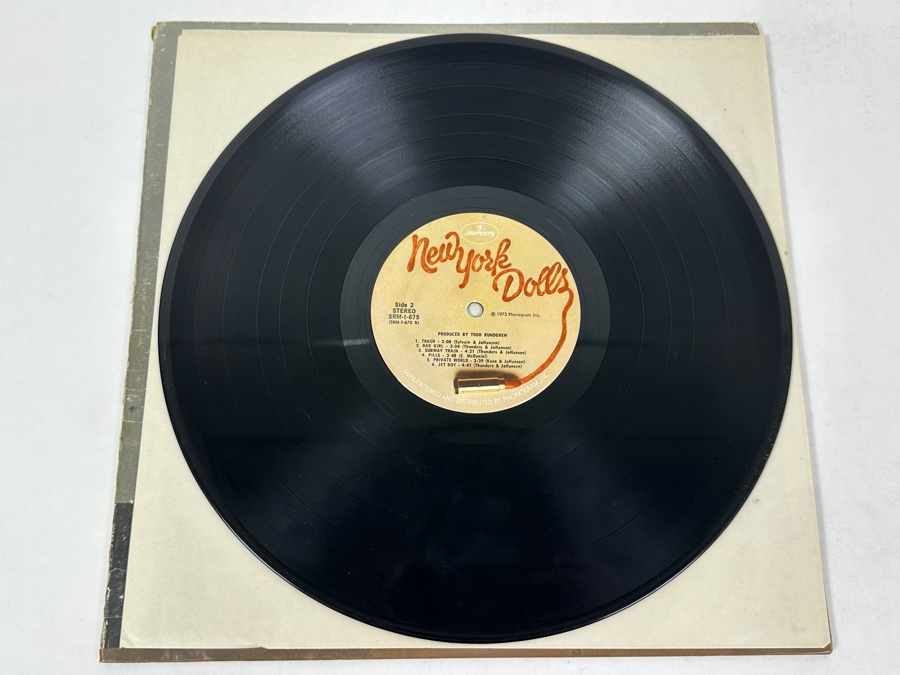 Mercury
New York
Dolls
Side 2
STEREO
SRM-1-675
(SRM-1-675 B)
℗ 1973 Phonogram Inc.
PRODUCED BY TODD RUNDGREN
1. TRASH - 3:08 (Sylvain & JoHansen)
2. BAD GIRL - 3:04 (Thunders & JoHansen)
3. SUBWAY TRAIN - 4:21 (Thunders & JoHansen)
4. PILLS - 2:48 (E. McDaniel)
5. PRIVATE WORLD - 3:39 (Kane & JoHansen)
6. JET BOY - 4:41 (Thunders & JoHansen)
MANUFACTURED AND DISTRIBUTED BY PHONOGRAM, INC.